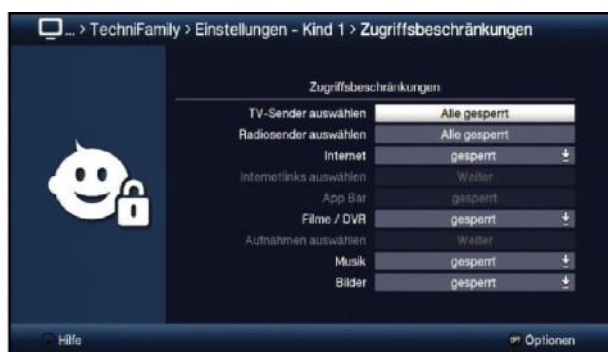 ... > TechniFamily > Einstellungen - Kind 1 > Zugriffsbeschränkungen
Zugriffsbeschränkungen
TV-Sender auswählen Alle gesperrt
Radiosender auswählen Alle gesperrt
Internet gesperrt
Internetlinks auswählen Weiter
App Bar gesperrt
Filme / DVR gesperrt
Aufnahmen auswählen Weiter
Musik gesperrt
Bilder gesperrt
Hilfe OPT Optionen